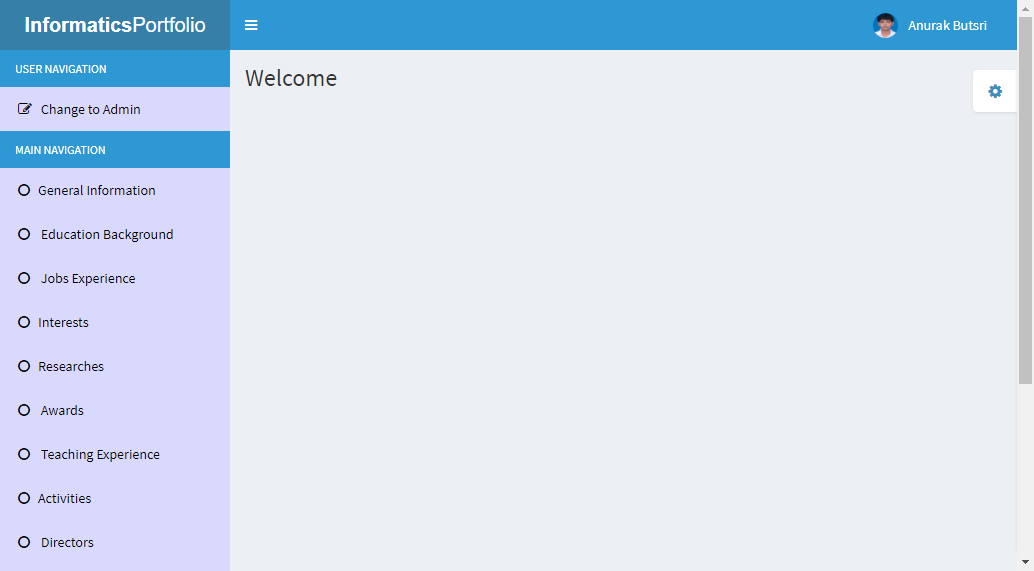 InformaticsPortfolio
Anurak Butsri
USER NAVIGATION
Change to Admin
MAIN NAVIGATION
General Information
Education Background
Jobs Experience
Interests
Researches
Awards
Teaching Experience
Activities
Directors
Welcome